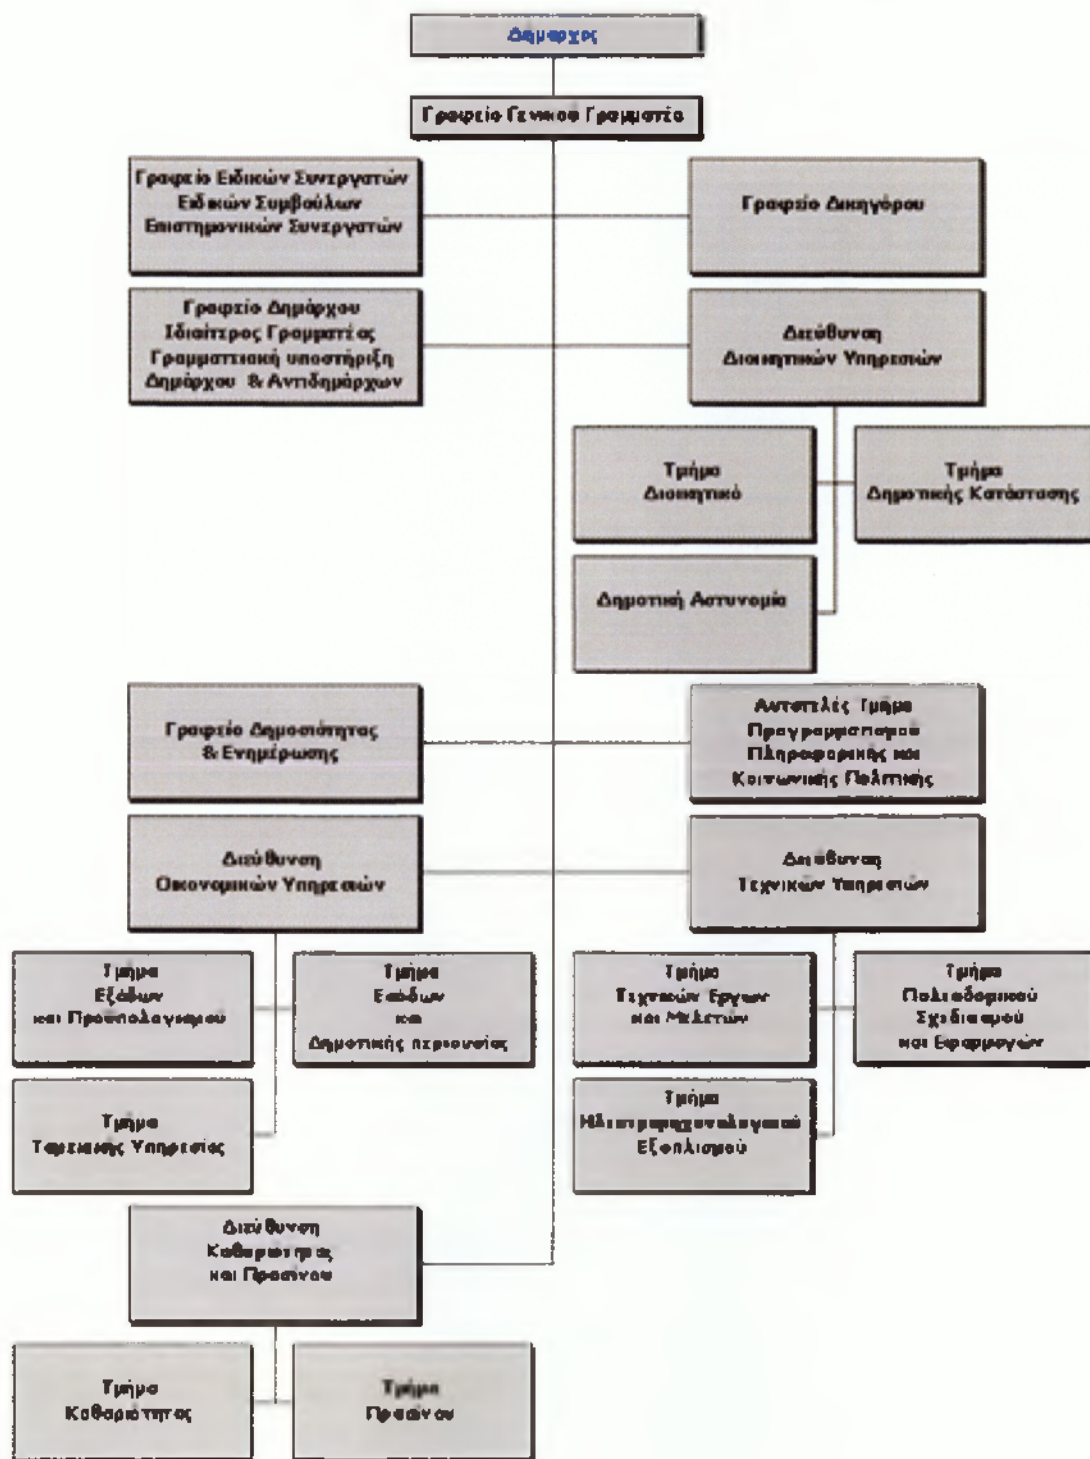 Δήμαρχος
Γραφείο Γενικού Γραμματέα
Γραφείο Ειδικών Συνεργατών
Ειδικών Συμβούλων
Επιστημονικών Συνεργατών
Γραφείο Δικηγόρου
Γραφείο Δημάρχου
Ιδιαίτερος Γραμματέας
Γραμματειακή υποστήριξη
Δημάρχου & Αντιδημάρχων
Διεύθυνση
Διοικητικών Υπηρεσιών
Τμήμα
Διοικητικό
Τμήμα
Δημοτικής Κατάστασης
Δημοτική Αστυνομία
Γραφείο Δημοσιότητας
& Ενημέρωσης
Αυτοτελές Τμήμα
Προγραμματισμού
Πληροφορικής και
Κοινωνικής Πολιτικής
Διεύθυνση
Οικονομικών Υπηρεσιών
Διεύθυνση
Τεχνικών Υπηρεσιών
Τμήμα
Εξόδων
και Προϋπολογισμού
Τμήμα
Εσόδων
και
Δημοτικής περιουσίας
Τμήμα
Τεχνικών Εργων
και Μελετών
Τμήμα
Πολεοδομικού
Σχεδιασμού
και Εφαρμογών
Τμήμα
Ταμειακής Υπηρεσίας
Τμήμα
Ηλεκτρομηχανολογικού
Εξοπλισμού
Διεύθυνση
Καθαριότητας
και Πρασίνου
Τμήμα
Καθαριότητας
Τμήμα
Πρασίνου